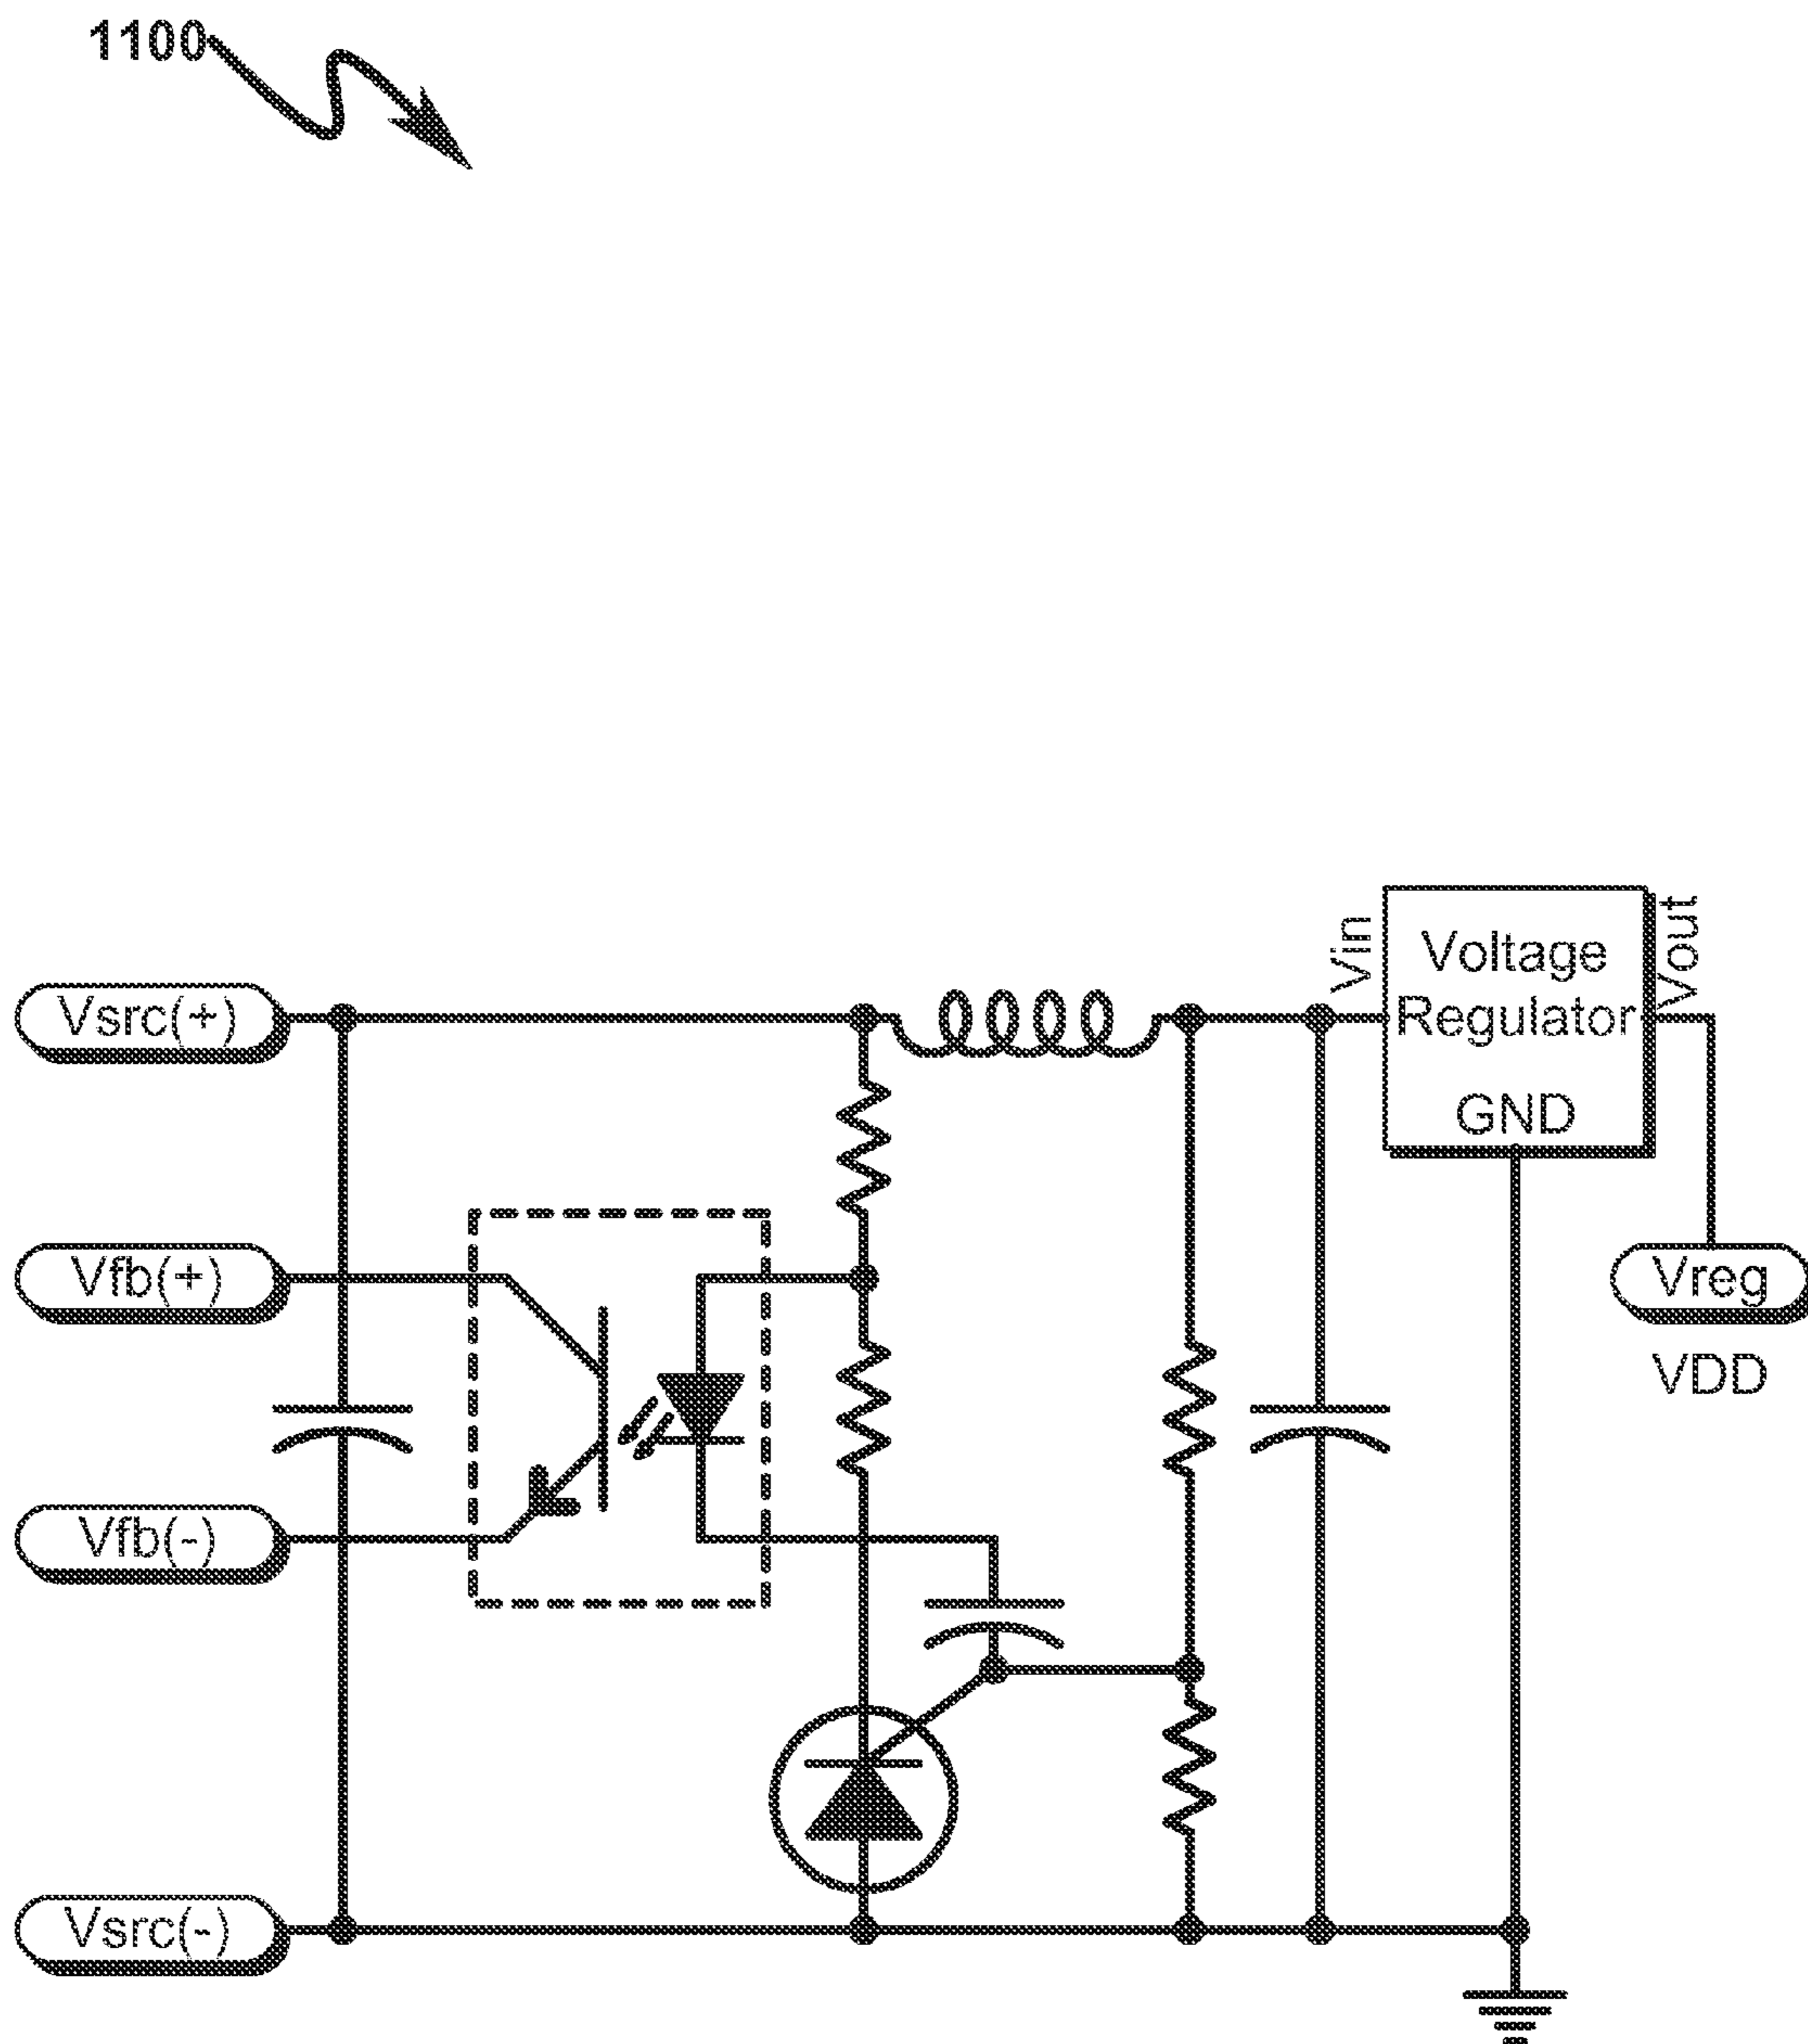 1100
Vin
Voltage
Regulator
GND
Vout
Vsrc(+)
Vfb(+)
Vreg
VDD
Vfb(-)
Vsrc(-)